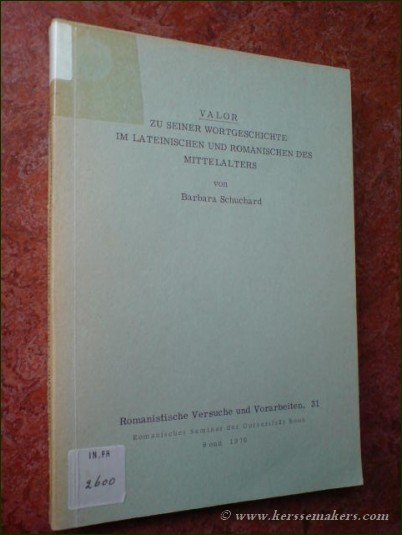 VALOR
ZU SEINER WORTGESCHICHTE
IM LATEINISCHEN UND ROMANISCHEN DES
MITTELALTERS
von
Barbara Schuchard
Romanistische Versuche und Vorarbeiten, 31
Romanisches Seminar der Universität Bonn
Bonn 1970
IN.FR
2600
© www.kerssemakers.com